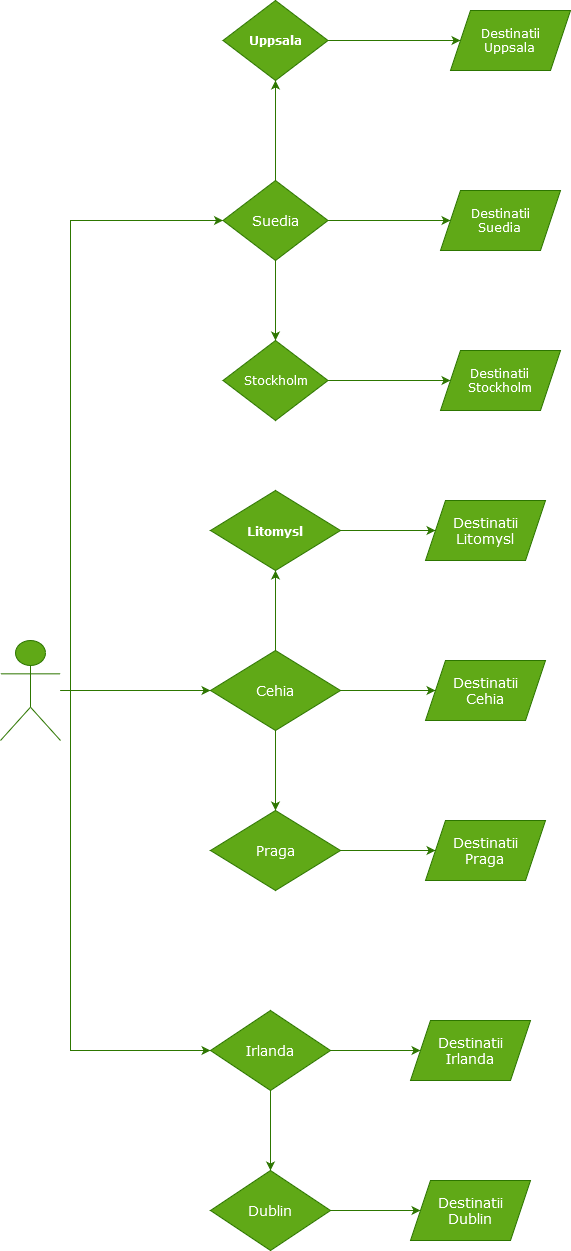 Uppsala
Destinatii
Uppsala
Suedia
Destinatii
Suedia
Stockholm
Destinatii
Stockholm
Litomysl
Destinatii
Litomysl
Cehia
Destinatii
Cehia
Praga
Destinatii
Praga
Irlanda
Destinatii
Irlanda
Dublin
Destinatii
Dublin